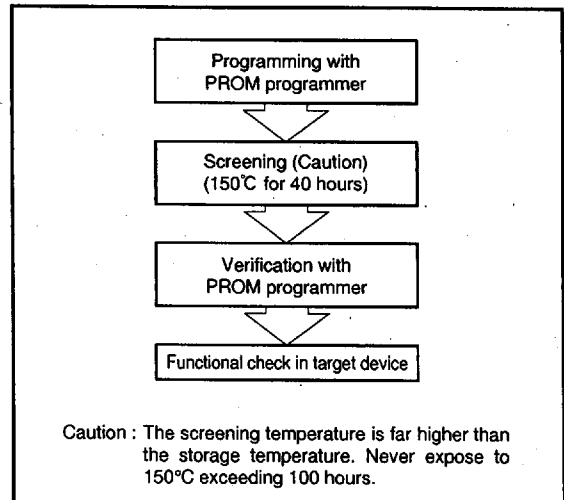 Programming with
PROM programmer
Screening (Caution)
(150℃ for 40 hours)
Verification with
PROM programmer
Functional check in target device
Caution : The screening temperature is far higher than
the storage temperature. Never expose to
150°C exceeding 100 hours.